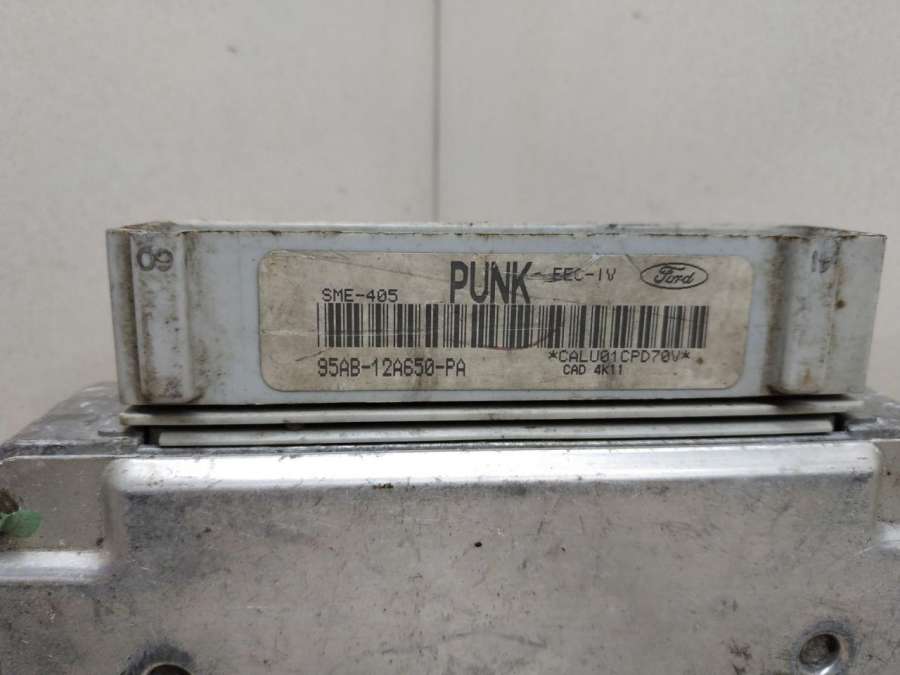 60
PUNK EEC-IV Ford
SME-405
95AB-12A650-PA
*CALU01CPD70V*
CAD 4K11